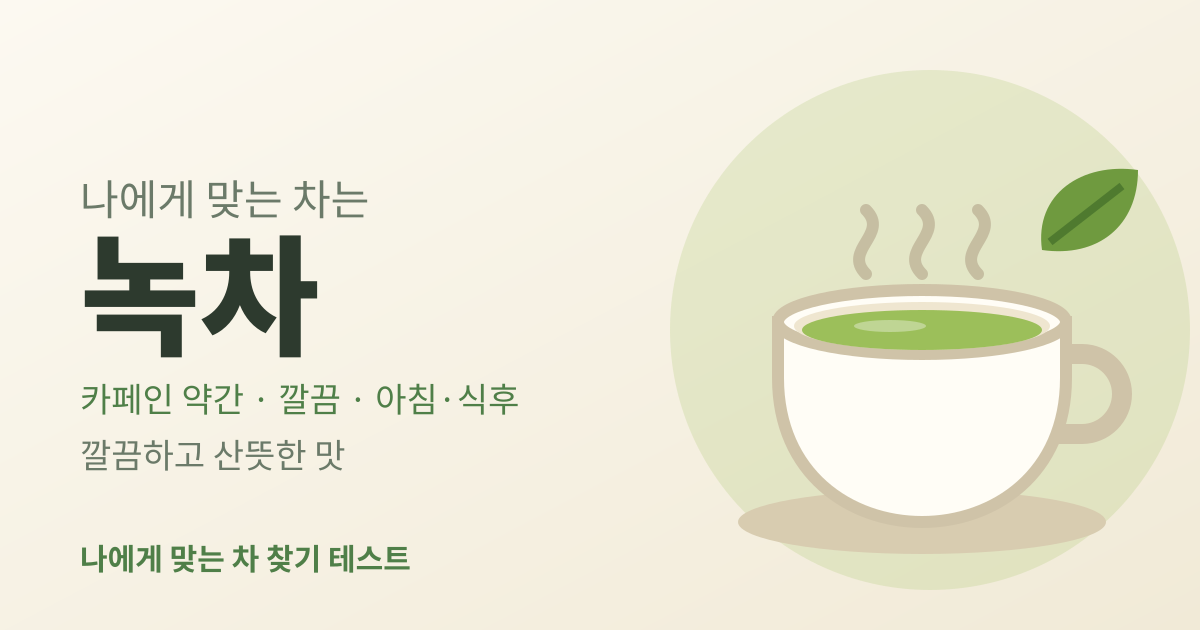 나에게 맞는 차는
녹차
카페인 약간 · 깔끔 · 아침·식후
깔끔하고 산뜻한 맛
나에게 맞는 차 찾기 테스트